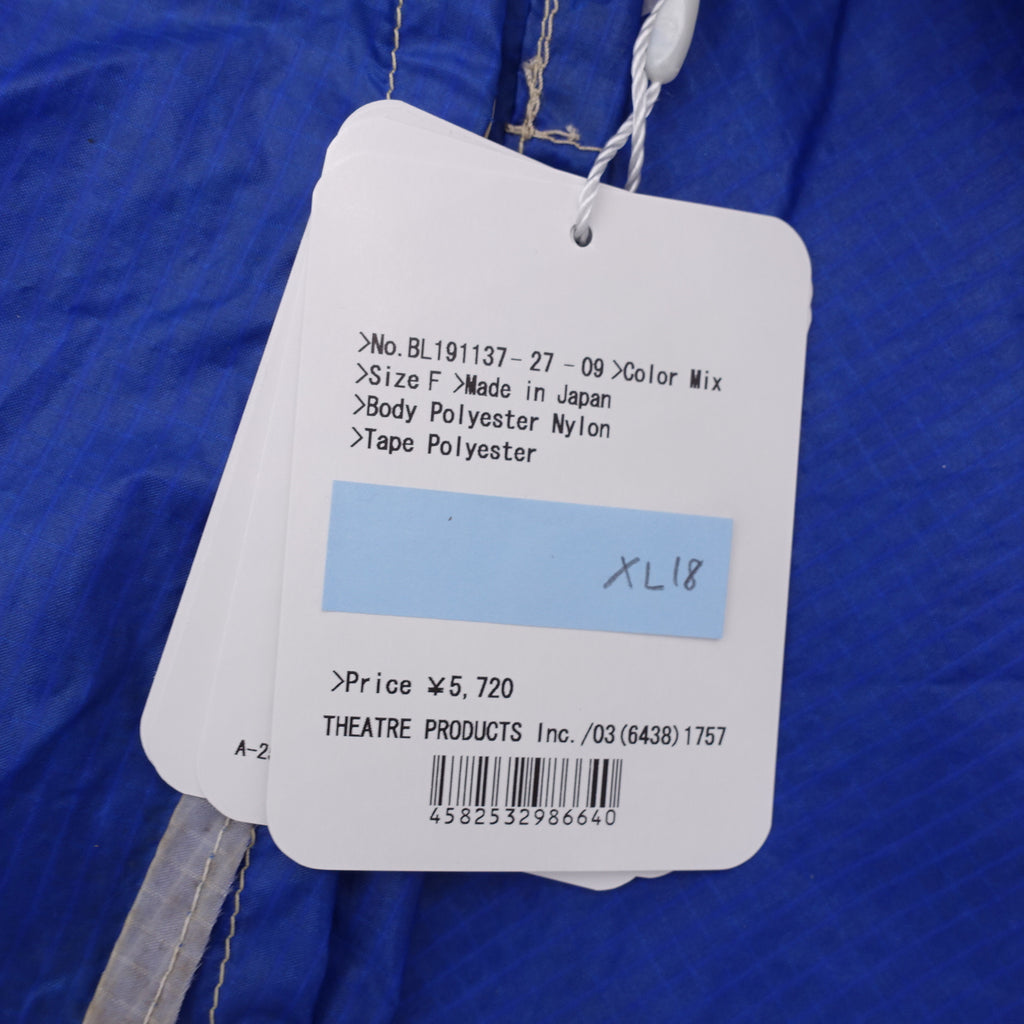 >No.BL191137-27-09 >Color Mix
>Size F >Made in Japan
>Body Polyester Nylon
>Tape Polyester
XL18
>Price ¥5,720
THEATRE PRODUCTS Inc./03(6438)1757
4582532986640
A-2